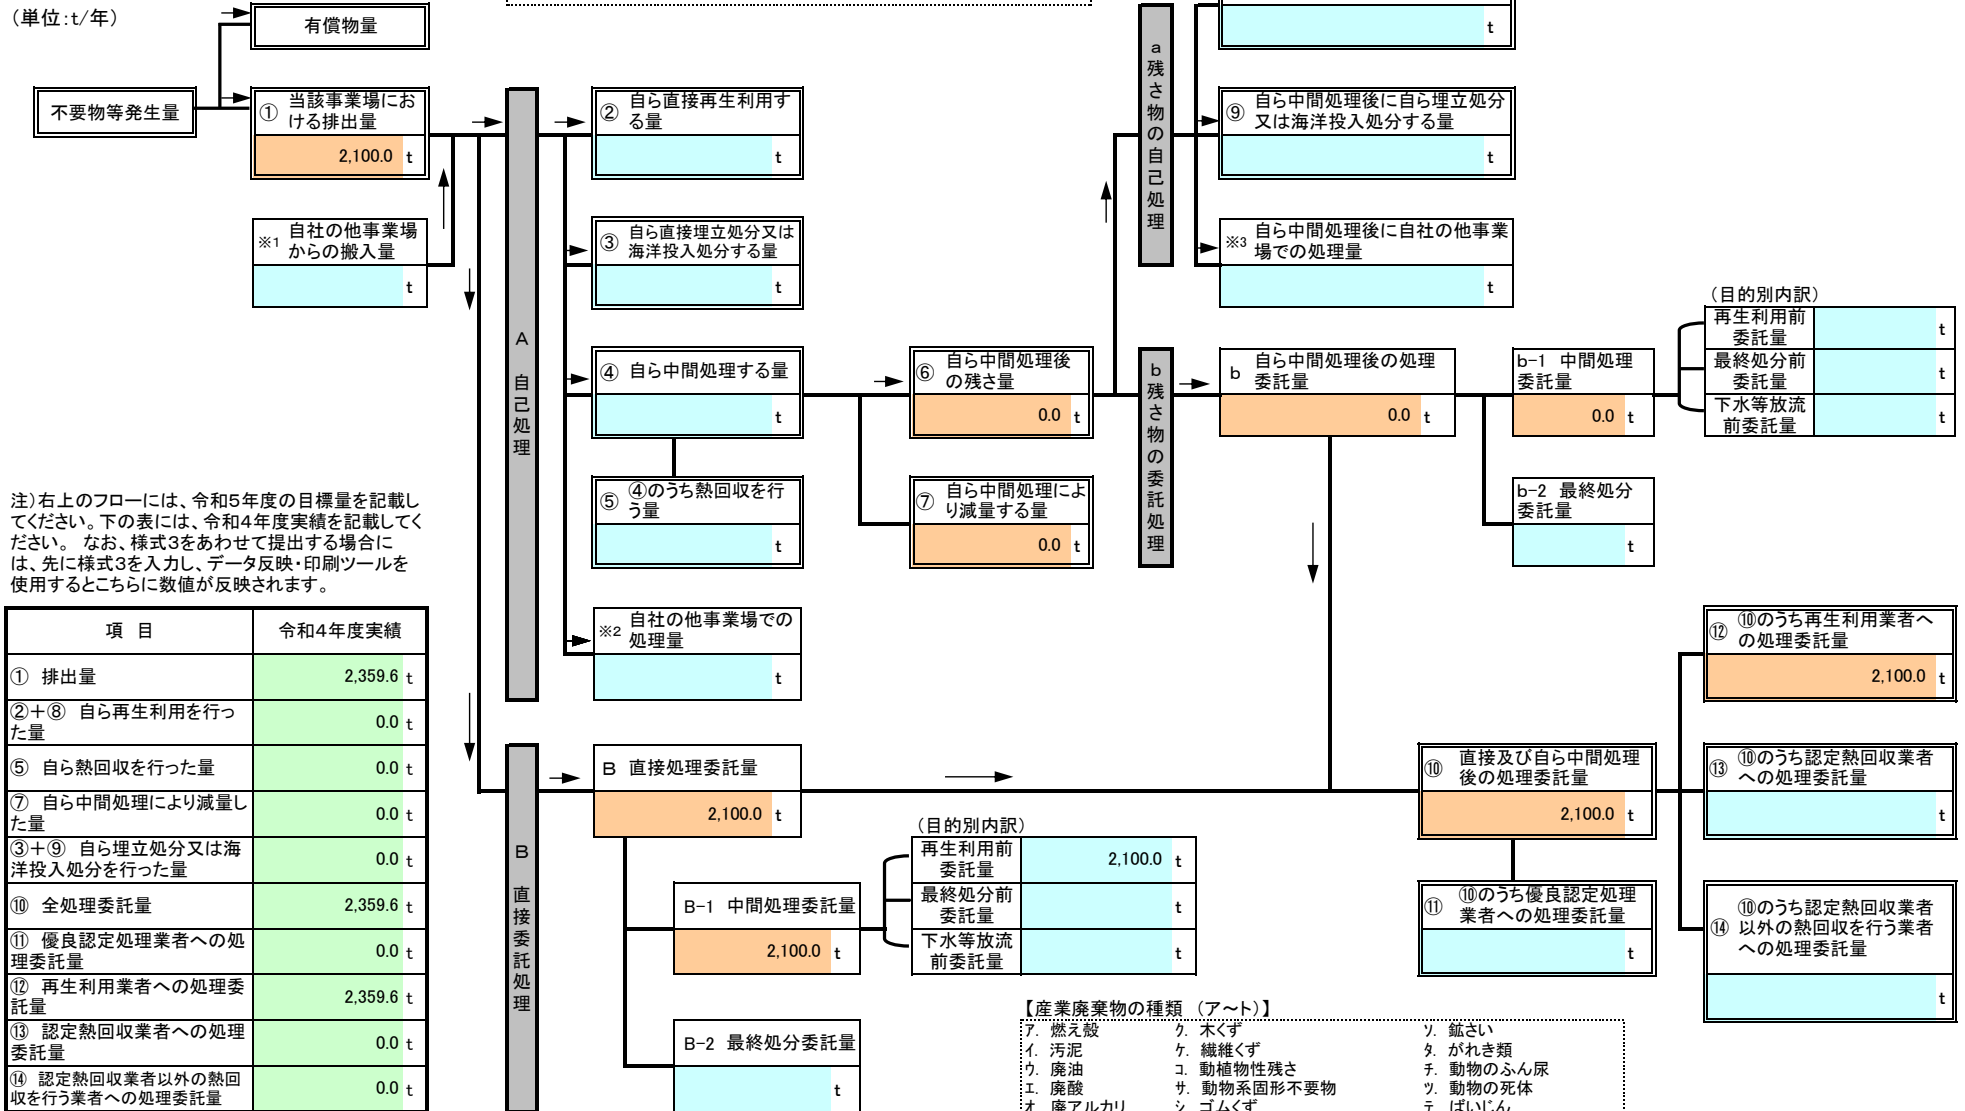 （単位：t/年）
有償物量
不要物等発生量
① 当該事業場にお
ける排出量
2,100.0 t
※1 自社の他事業場
からの搬入量
t
A 自己処理
② 自ら直接再生利用す
る量
t
③ 自ら直接埋立処分又は
海洋投入処分する量
t
④ 自ら中間処理する量
t
⑤ ④のうち熱回収を行
う量
t
※2 自社の他事業場での
処理量
t
⑥ 自ら中間処理後
の残さ量
0.0 t
⑦ 自ら中間処理によ
り減量する量
0.0 t
a 残さ物の自己処理
t
⑨ 自ら中間処理後に自ら埋立処分
又は海洋投入処分する量
t
※3 自ら中間処理後に自社の他事業
場での処理量
t
b 残さ物の委託処理
b 自ら中間処理後の処理
委託量
0.0 t
b-1 中間処理
委託量
0.0 t
（目的別内訳）
再生利用前
委託量
t
最終処分前
委託量
t
下水等放流
前委託量
t
b-2 最終処分
委託量
t
注）右上のフローには、令和５年度の目標量を記載し
てください。下の表には、令和４年度実績を記載してく
ださい。 なお、様式３をあわせて提出する場合に
は、先に様式３を入力し、データ反映・印刷ツールを
使用するとこちらに数値が反映されます。
項 目 令和４年度実績
① 排出量 2,359.6 t
②＋⑧ 自ら再生利用を行っ
た量 0.0 t
⑤ 自ら熱回収を行った量 0.0 t
⑦ 自ら中間処理により減量し
た量 0.0 t
③＋⑨ 自ら埋立処分又は海
洋投入処分を行った量 0.0 t
⑩ 全処理委託量 2,359.6 t
⑪ 優良認定処理業者への処
理委託量 0.0 t
⑫ 再生利用業者への処理委
託量 2,359.6 t
⑬ 認定熱回収業者への処理
委託量 0.0 t
⑭ 認定熱回収業者以外の熱回
収を行う業者への処理委託量 0.0 t
B 直接委託処理
B 直接処理委託量
2,100.0 t
B-1 中間処理委託量
2,100.0 t
（目的別内訳）
再生利用前
委託量
2,100.0 t
最終処分前
委託量
t
下水等放流
前委託量
t
B-2 最終処分委託量
t
⑩ 直接及び自ら中間処理
後の処理委託量
2,100.0 t
⑪ ⑩のうち優良認定処理
業者への処理委託量
t
⑫ ⑩のうち再生利用業者へ
の処理委託量
2,100.0 t
⑬ ⑩のうち認定熱回収業者
への処理委託量
t
⑭ ⑩のうち認定熱回収業者
以外の熱回収を行う業者
への処理委託量
t
【産業廃棄物の種類 （ア～ト）】
ア. 燃え殻 ク. 木くず ソ. 鉱さい
イ. 汚泥 ケ. 繊維くず タ. がれき類
ウ. 廃油 コ. 動植物性残さ チ. 動物のふん尿
エ. 廃酸 サ. 動物系固形不要物 ツ. 動物の死体
オ. 廃アルカリ シ. ゴムくず テ. ばいじん